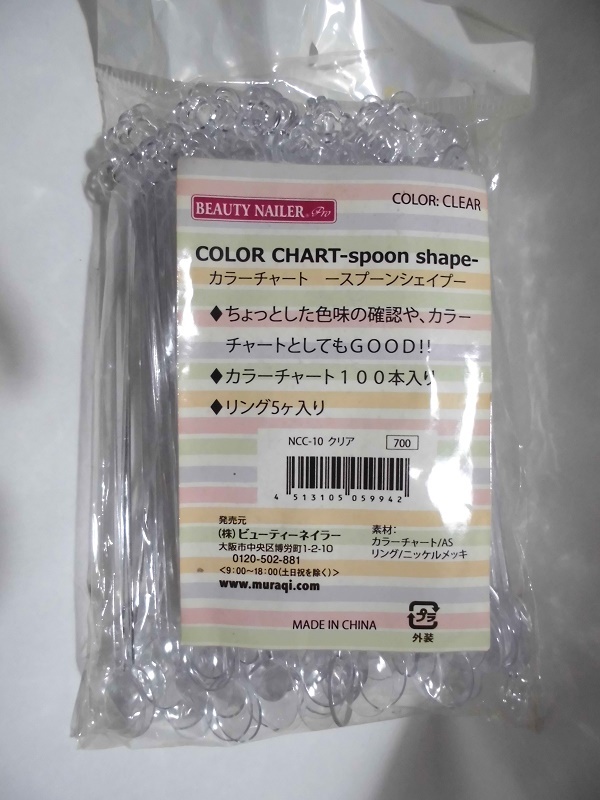 BEAUTY NAILER® Pro
COLOR: CLEAR
COLOR CHART-spoon shape-
カラーチャート －スプーンシェイプー
◆ちょっとした色味の確認や、カラー
チャートとしてもＧＯＯＤ!!
◆カラーチャート１００本入り
◆リング5ヶ入り
NCC-10 クリア 700
4 513105 059942
発売元
(株)ビューティーネイラー
大阪市中央区博労町1-2-10
0120-502-881
<9:00~18:00(土日祝を除く)>
www.muraqi.com
素材:
カラーチャート/AS
リング/ニッケルメッキ
MADE IN CHINA
プラ
外装